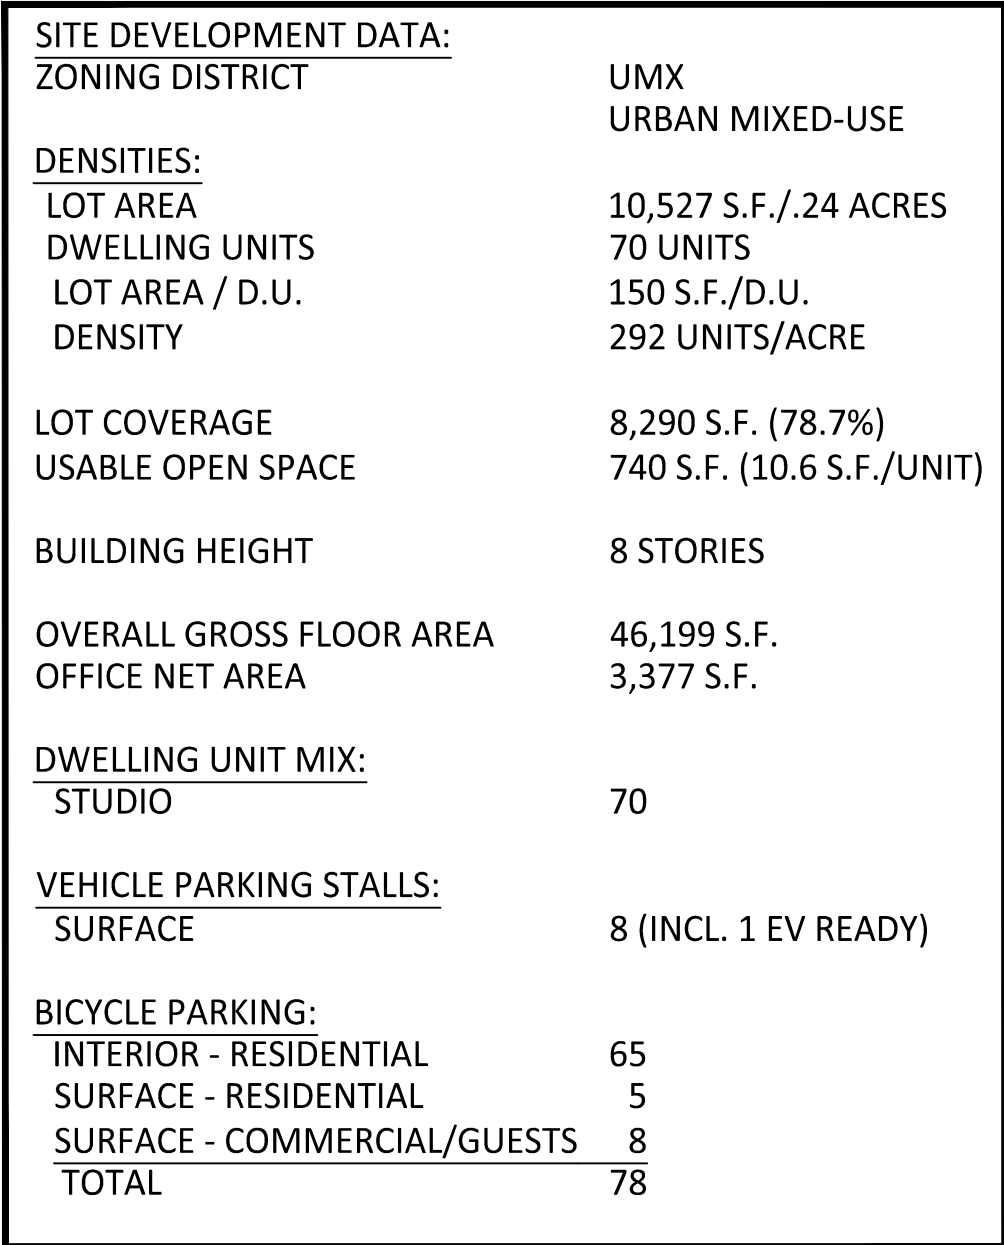 SITE DEVELOPMENT DATA:
ZONING DISTRICT UMX
URBAN MIXED-USE
DENSITIES:
LOT AREA 10,527 S.F./.24 ACRES
DWELLING UNITS 70 UNITS
LOT AREA / D.U. 150 S.F./D.U.
DENSITY 292 UNITS/ACRE
LOT COVERAGE 8,290 S.F. (78.7%)
USABLE OPEN SPACE 740 S.F. (10.6 S.F./UNIT)
BUILDING HEIGHT 8 STORIES
OVERALL GROSS FLOOR AREA 46,199 S.F.
OFFICE NET AREA 3,377 S.F.
DWELLING UNIT MIX:
STUDIO 70
VEHICLE PARKING STALLS:
SURFACE 8 (INCL. 1 EV READY)
BICYCLE PARKING:
INTERIOR - RESIDENTIAL 65
SURFACE - RESIDENTIAL 5
SURFACE - COMMERCIAL/GUESTS 8
TOTAL 78